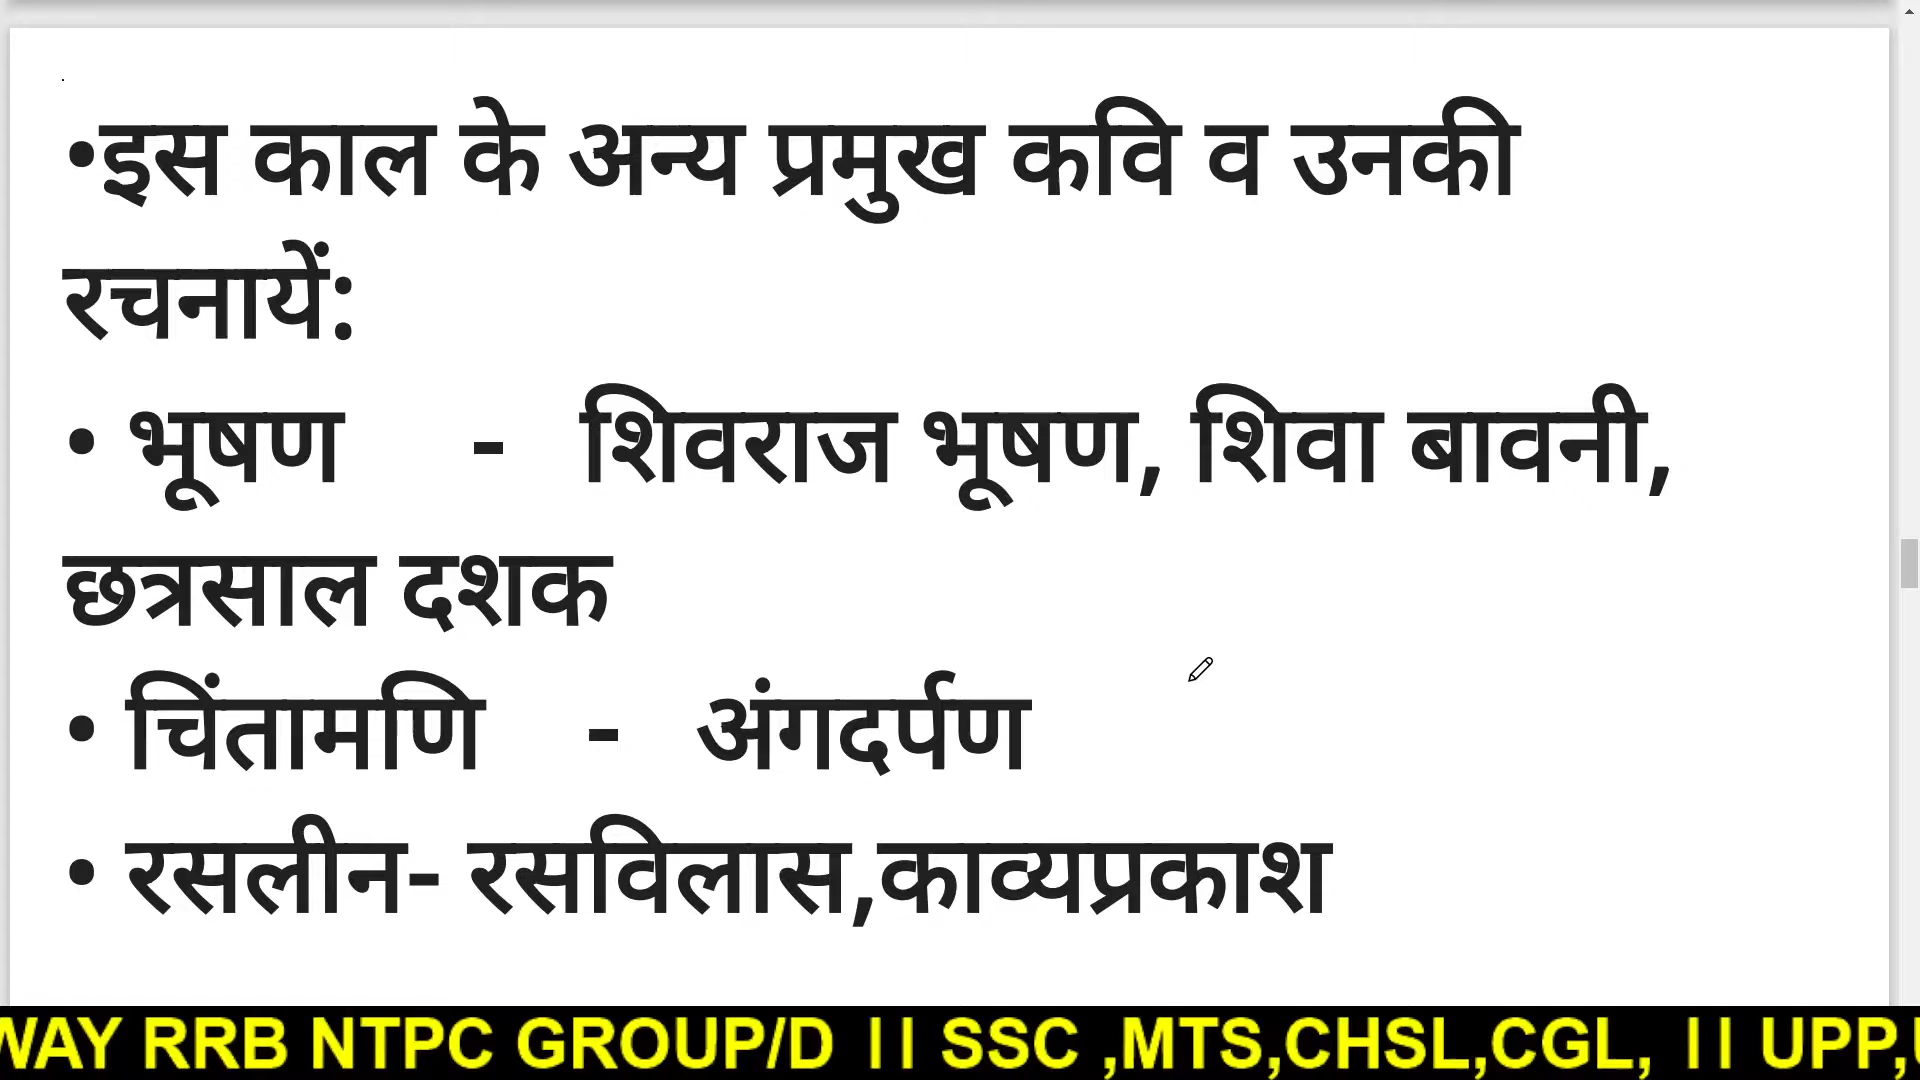 •इस काल के अन्य प्रमुख कवि व उनकी
रचनायें:
• भूषण - शिवराज भूषण, शिवा बावनी,
छत्रसाल दशक
• चिंतामणि - अंगदर्पण
• रसलीन- रसविलास,काव्यप्रकाश
WAY RRB NTPC GROUP/D II SSC ,MTS,CHSL,CGL, II UPP,